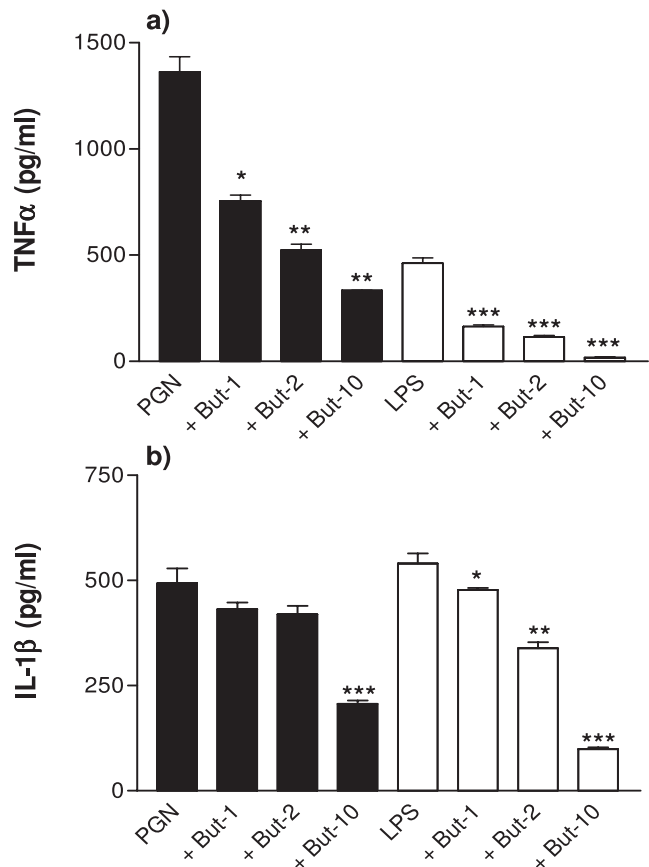 a)
TNFα (pg/ml)
1500
1000
500
0
*
**
**
***
***
***
PGN
+ But-1
+ But-2
+ But-10
LPS
+ But-1
+ But-2
+ But-10
b)
IL-1β (pg/ml)
750
500
250
0
***
*
**
***
PGN
+ But-1
+ But-2
+ But-10
LPS
+ But-1
+ But-2
+ But-10